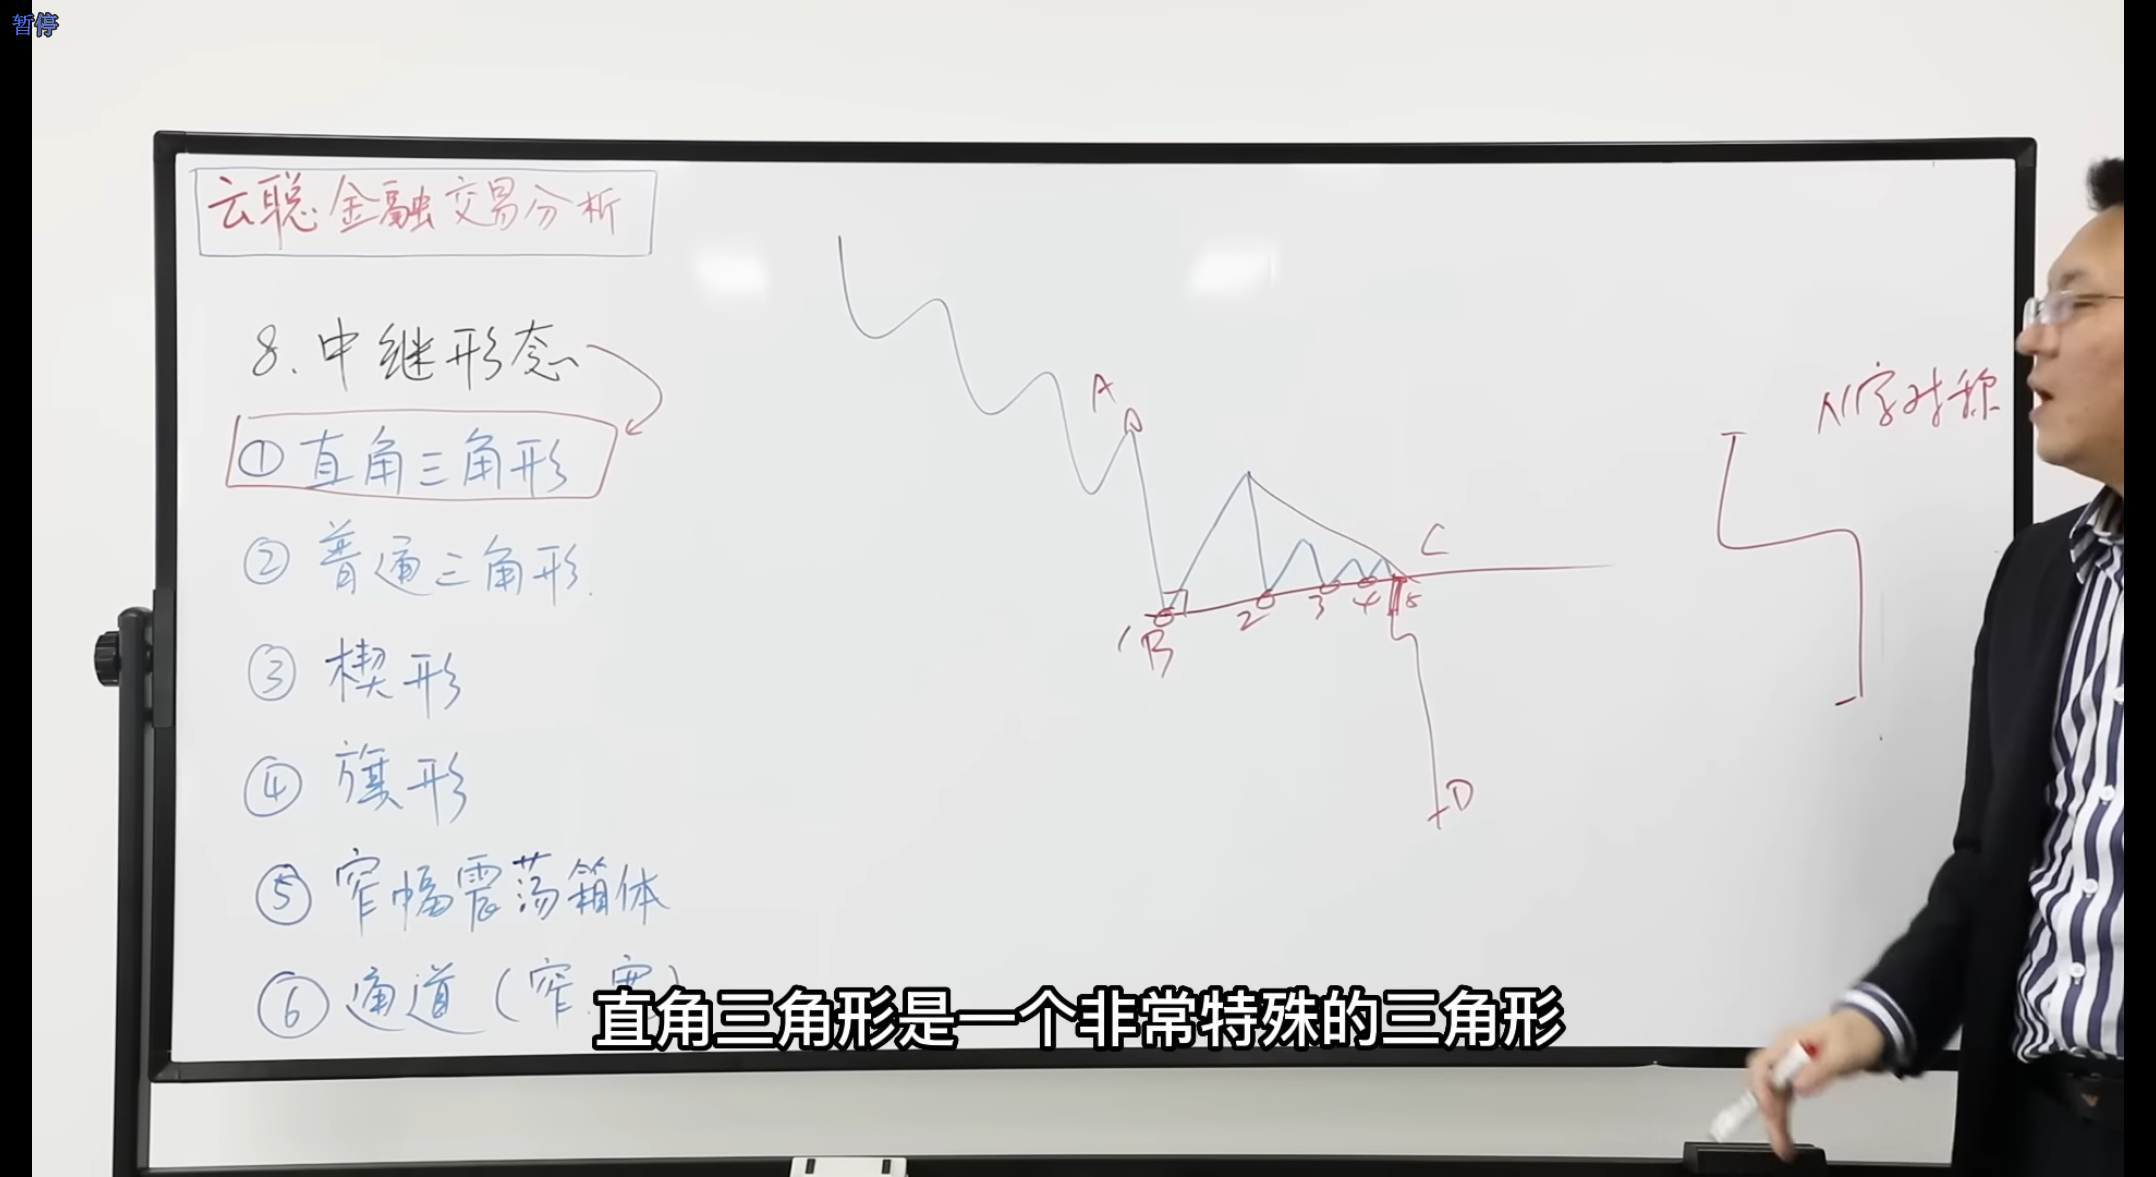 暂停
云聪金融交易分析
8.中继形态
①直角三角形
②普通三角形.
③楔形
④旗形
⑤窄幅震荡箱体
⑥通道(窄.宽)
A
C
1 B 2 3 4 5
D
N字对称
直角三角形是一个非常特殊的三角形